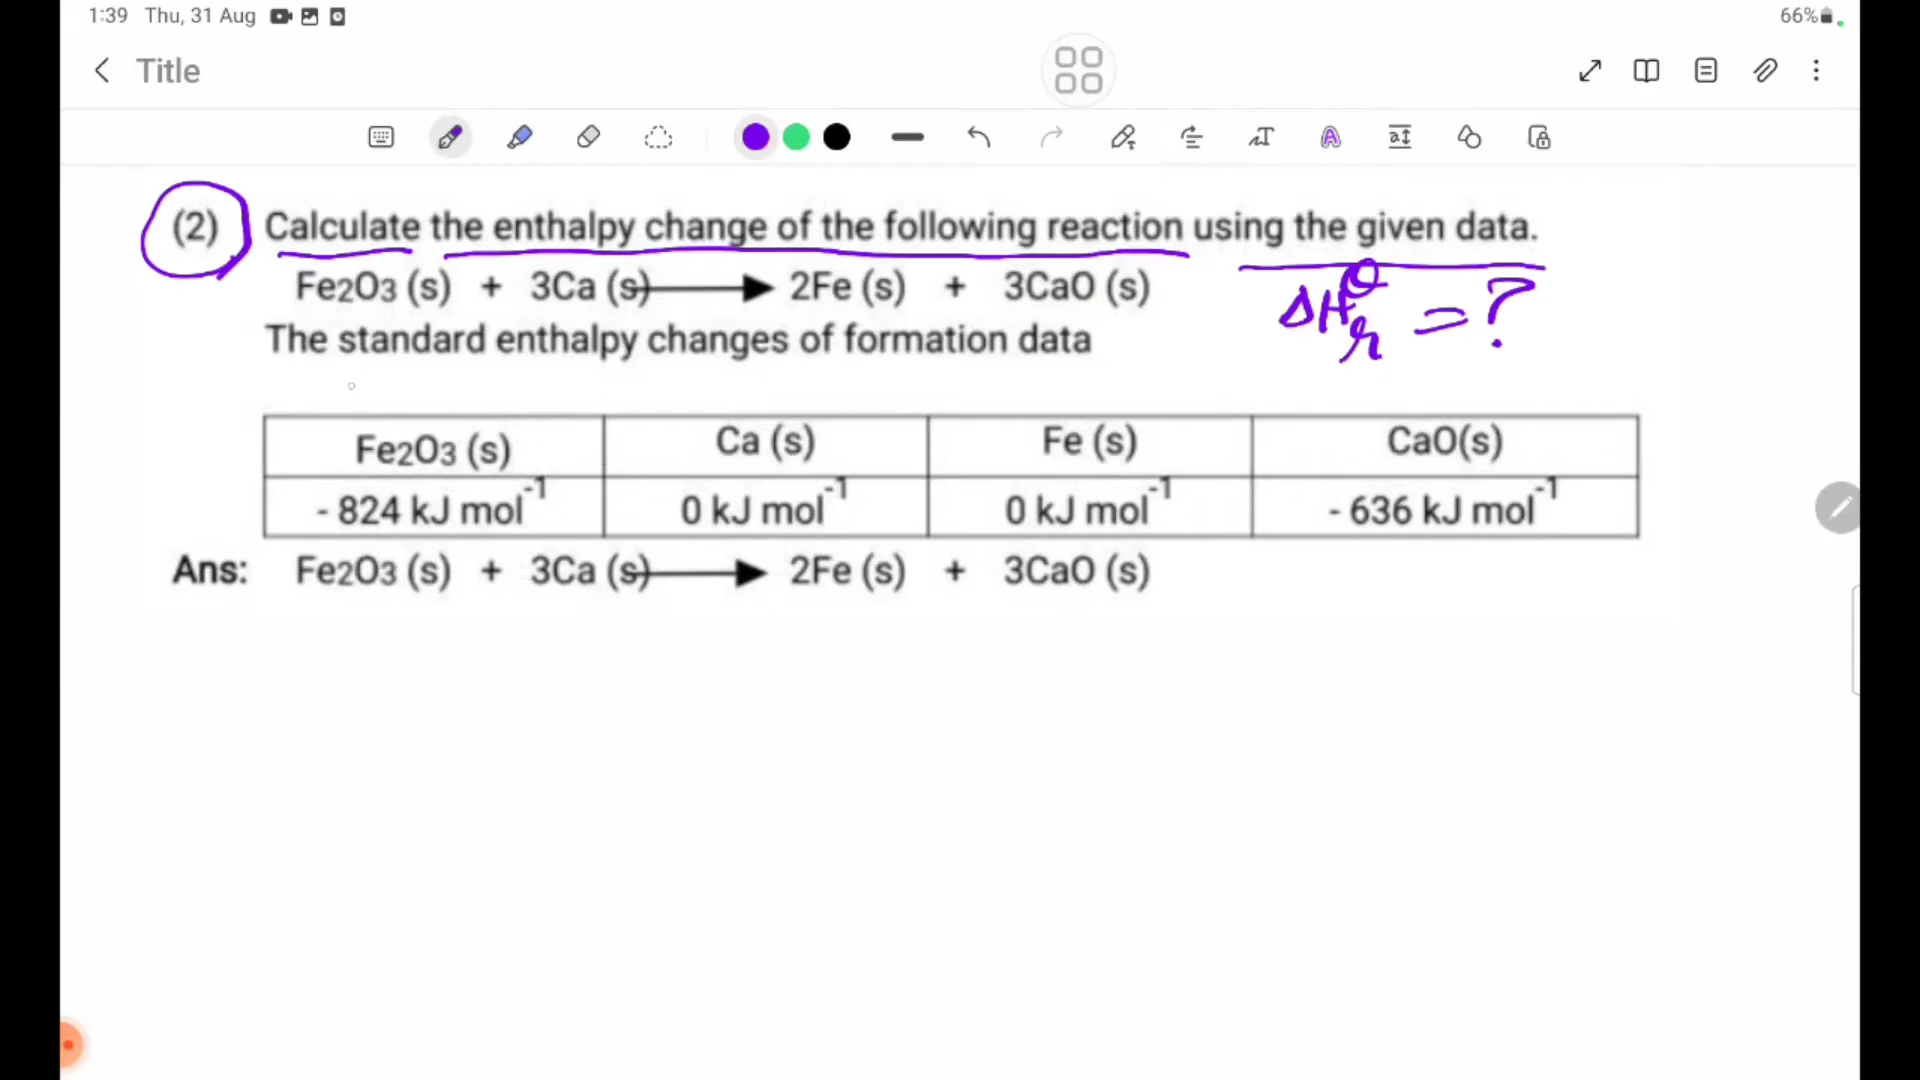 1:39 Thu, 31 Aug 66%
Title
(2) Calculate the enthalpy change of the following reaction using the given data.
Fe2O3 (s) + 3Ca (s) ⟶ 2Fe (s) + 3CaO (s)
ΔHᶿr = ?
The standard enthalpy changes of formation data
Fe2O3 (s) Ca (s) Fe (s) CaO(s)
- 824 kJ mol⁻¹ 0 kJ mol⁻¹ 0 kJ mol⁻¹ - 636 kJ mol⁻¹
Ans: Fe2O3 (s) + 3Ca (s) ⟶ 2Fe (s) + 3CaO (s)